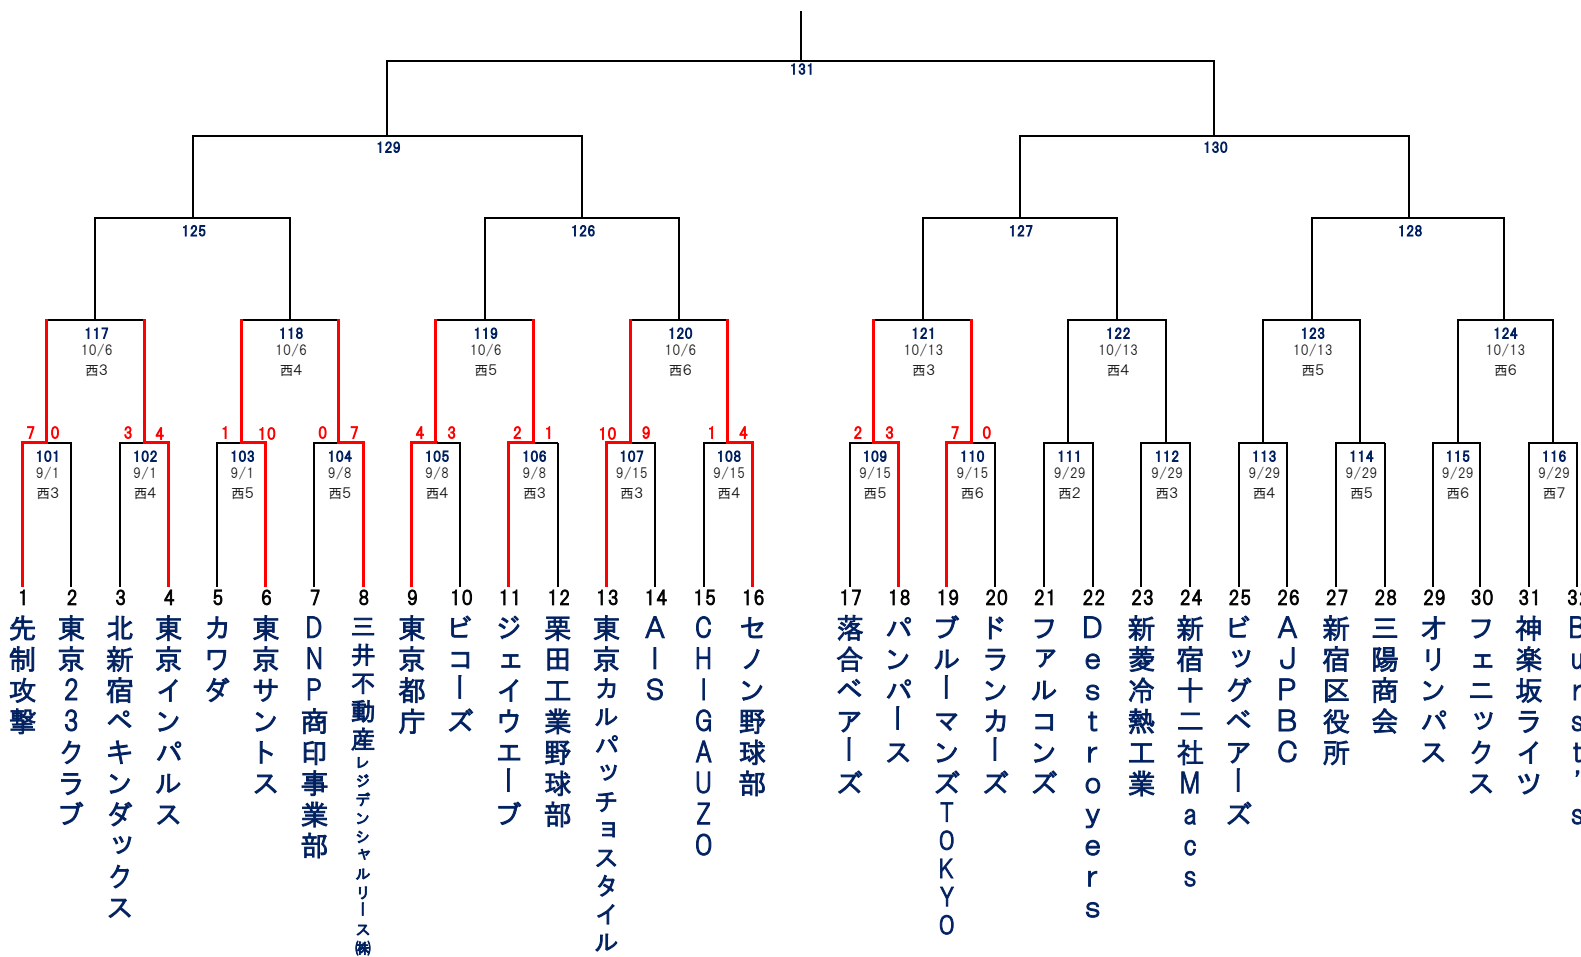 131
129
130
125
126
127
128
117
10/6
西3
118
10/6
西4
119
10/6
西5
120
10/6
西6
121
10/13
西3
122
10/13
西4
123
10/13
西5
124
10/13
西6
7 0
3 4
1 10
0 7
4 3
2 1
10 9
1 4
2 3
7 0
101
9/1
西3
102
9/1
西4
103
9/1
西5
104
9/8
西5
105
9/8
西4
106
9/8
西3
107
9/15
西3
108
9/15
西4
109
9/15
西5
110
9/15
西6
111
9/29
西2
112
9/29
西3
113
9/29
西4
114
9/29
西5
115
9/29
西6
116
9/29
西7
1
先制攻撃
2
東京23クラブ
3
北新宿ペキンダックス
4
東京インパルス
5
カワダ
6
東京サントス
7
DNP商印事業部
8
三井不動産レジデンシャルリース㈱
9
東京都庁
10
ビコーズ
11
ジェイウエーブ
12
栗田工業野球部
13
東京カルパッチョスタイル
14
AIS
15
CHIGAUZO
16
セノン野球部
17
落合ベアーズ
18
パンパース
19
ブルーマンズTOKYO
20
ドランカーズ
21
ファルコンズ
22
Destroyers
23
新菱冷熱工業
24
新宿十二社Macs
25
ビッグベアーズ
26
AJPBC
27
新宿区役所
28
三陽商会
29
オリンパス
30
フェニックス
31
神楽坂ライツ
32
Burst's